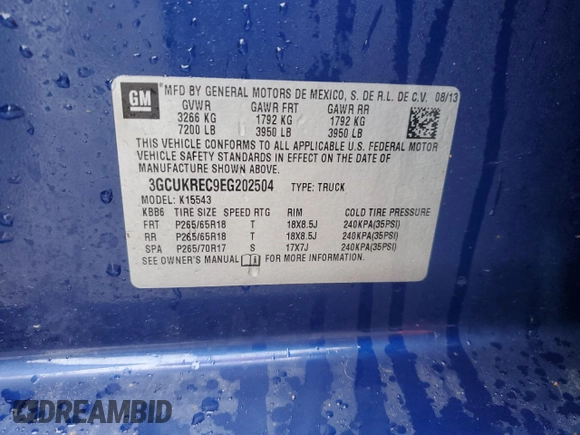 GM
MFD BY GENERAL MOTORS DE MEXICO, S. DE R.L. DE C.V. 08/13
GVWR GAWR FRT GAWR RR
3266 KG 1792 KG 1792 KG
7200 LB 3950 LB 3950 LB
THIS VEHICLE CONFORMS TO ALL APPLICABLE U.S. FEDERAL MOTOR
VEHICLE SAFETY STANDARDS IN EFFECT ON THE DATE OF
MANUFACTURE SHOWN ABOVE.
3GCUKREC9EG202504 TYPE: TRUCK
MODEL: K15543
KBB6 TIRE SIZE SPEED RTG RIM COLD TIRE PRESSURE
FRT P265/65R18 T 18X8.5J 240KPA(35PSI)
RR P265/65R18 T 18X8.5J 240KPA(35PSI)
SPA P265/70R17 S 17X7J 240KPA(35PSI)
SEE OWNER'S MANUAL FOR MORE INFORMATION.
DREAMBID